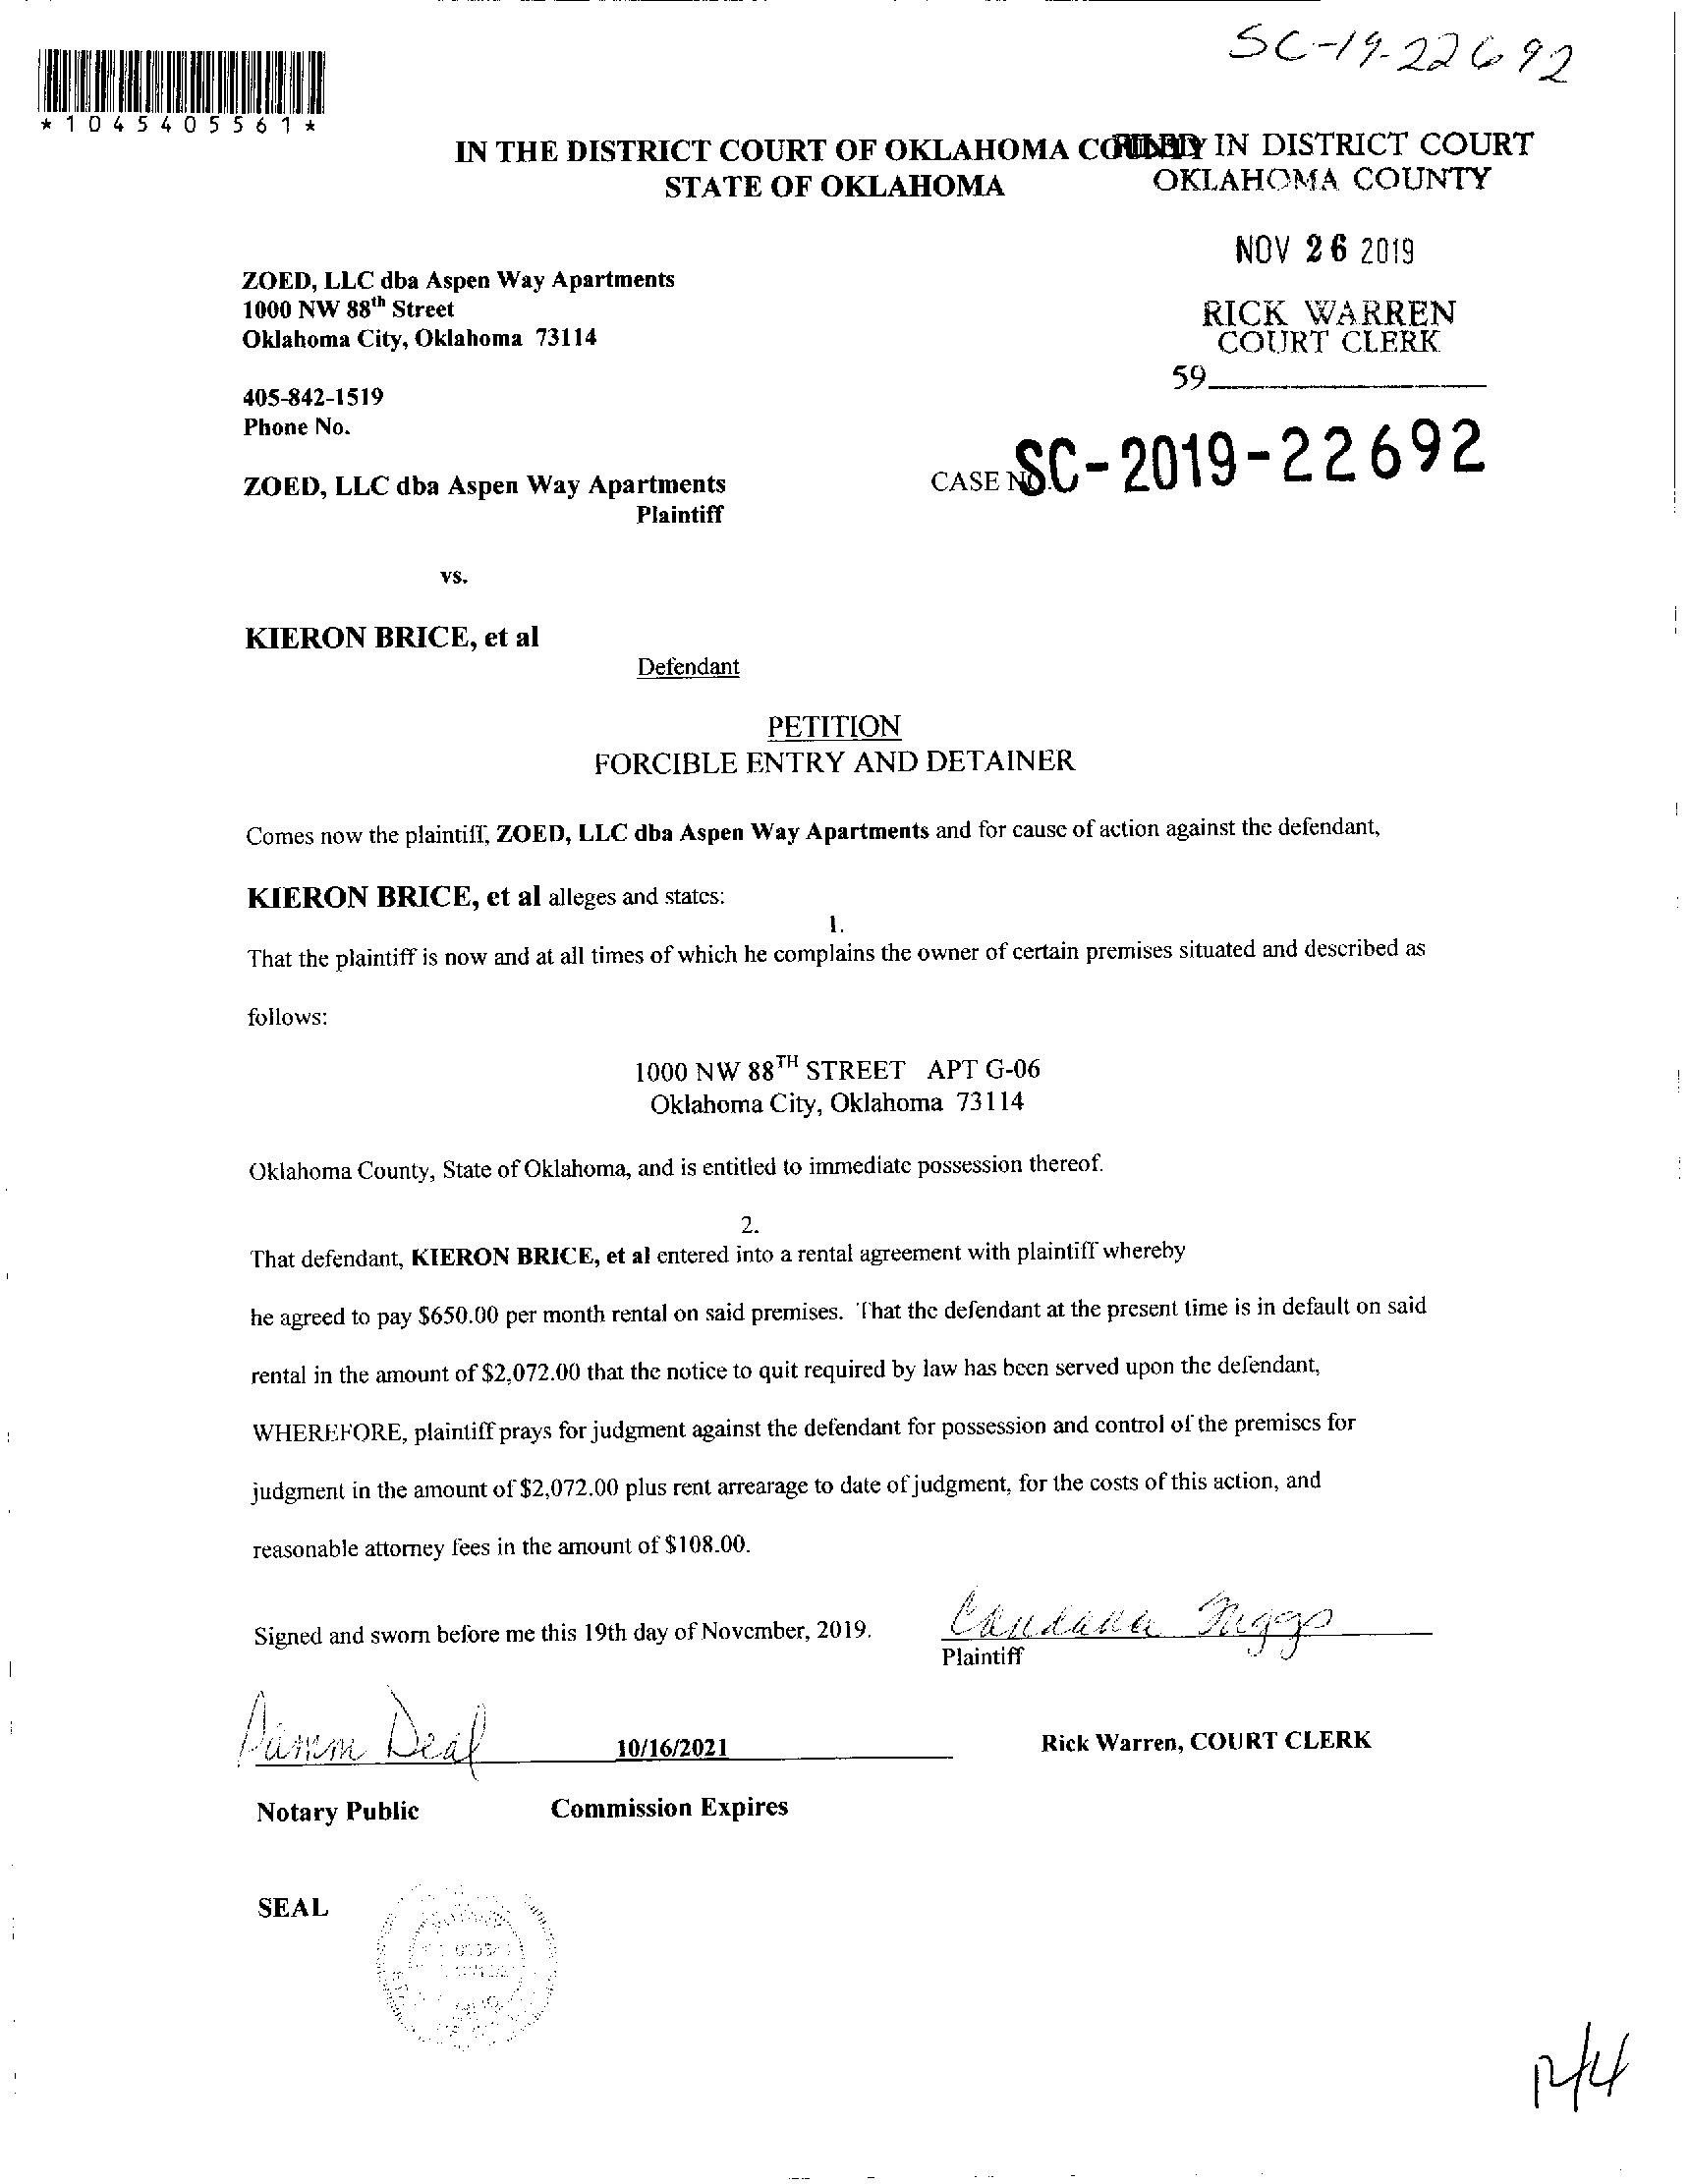 SC-19-22692
*1045405561*
IN THE DISTRICT COURT OF OKLAHOMA COUNTY
STATE OF OKLAHOMA
FILED IN DISTRICT COURT
OKLAHOMA COUNTY
NOV 26 2019
RICK WARREN
COURT CLERK
59
ZOED, LLC dba Aspen Way Apartments
1000 NW 88th Street
Oklahoma City, Oklahoma 73114
405-842-1519
Phone No.
CASE NO. SC-2019-22692
ZOED, LLC dba Aspen Way Apartments
Plaintiff
vs.
KIERON BRICE, et al
Defendant
PETITION
FORCIBLE ENTRY AND DETAINER
Comes now the plaintiff, ZOED, LLC dba Aspen Way Apartments and for cause of action against the defendant,
KIERON BRICE, et al alleges and states:
1.
That the plaintiff is now and at all times of which he complains the owner of certain premises situated and described as
follows:
1000 NW 88TH STREET APT G-06
Oklahoma City, Oklahoma 73114
Oklahoma County, State of Oklahoma, and is entitled to immediate possession thereof.
2.
That defendant, KIERON BRICE, et al entered into a rental agreement with plaintiff whereby
he agreed to pay $650.00 per month rental on said premises. That the defendant at the present time is in default on said
rental in the amount of $2,072.00 that the notice to quit required by law has been served upon the defendant,
WHEREFORE, plaintiff prays for judgment against the defendant for possession and control of the premises for
judgment in the amount of $2,072.00 plus rent arrearage to date of judgment, for the costs of this action, and
reasonable attorney fees in the amount of $108.00.
Signed and sworn before me this 19th day of November, 2019.
Plaintiff
Deal
10/16/2021
Rick Warren, COURT CLERK
Notary Public Commission Expires
SEAL